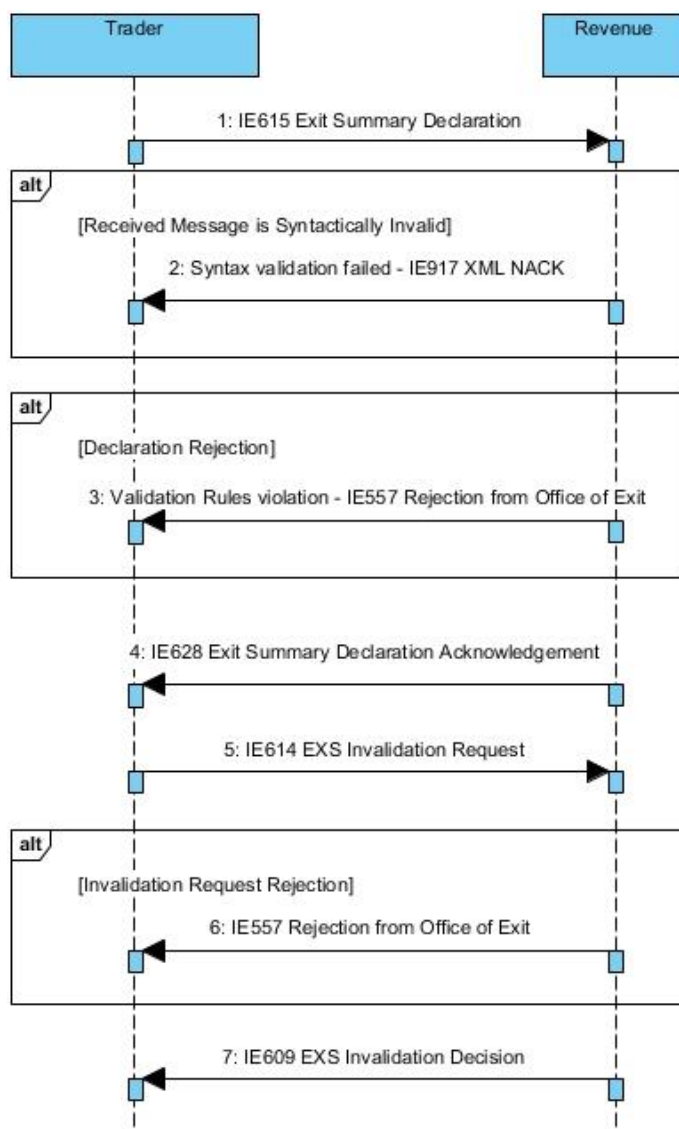 Trader
Revenue
1: IE615 Exit Summary Declaration
alt
[Received Message is Syntactically Invalid]
2: Syntax validation failed - IE917 XML NACK
alt
[Declaration Rejection]
3: Validation Rules violation - IE557 Rejection from Office of Exit
4: IE628 Exit Summary Declaration Acknowledgement
5: IE614 EXS Invalidation Request
alt
[Invalidation Request Rejection]
6: IE557 Rejection from Office of Exit
7: IE609 EXS Invalidation Decision